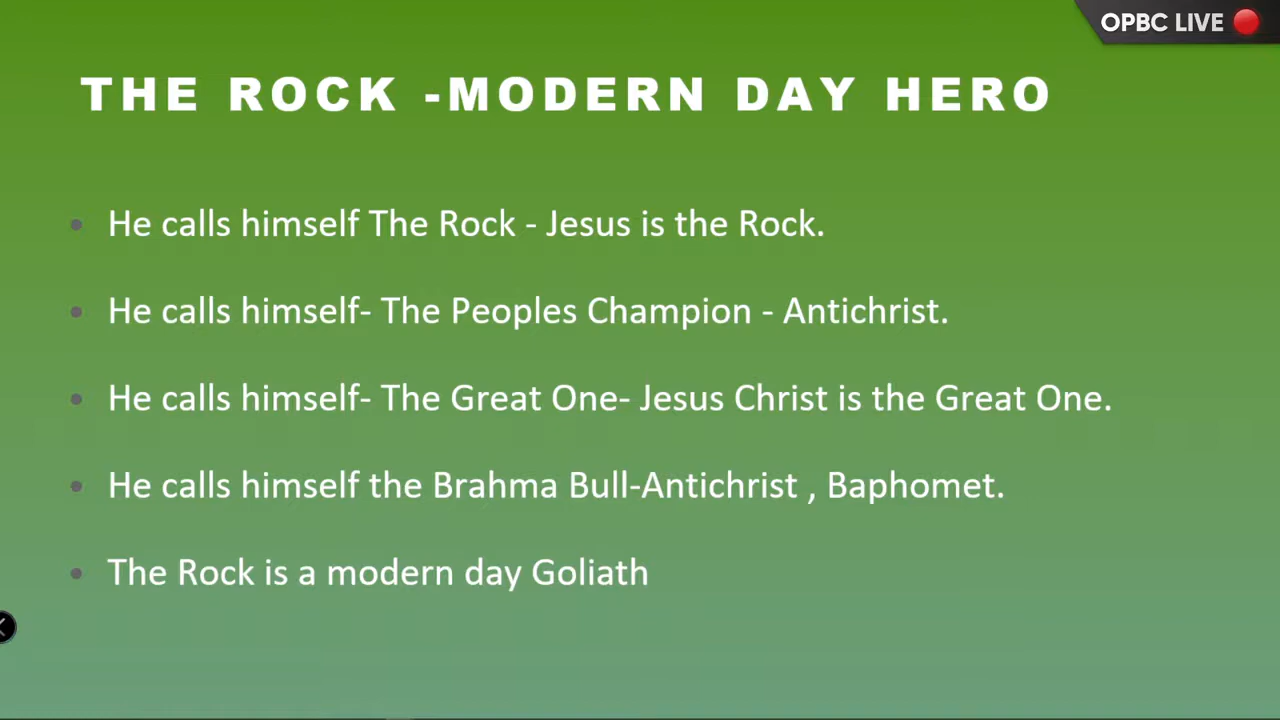 OPBC LIVE
THE ROCK -MODERN DAY HERO
He calls himself The Rock - Jesus is the Rock.
He calls himself- The Peoples Champion - Antichrist.
He calls himself- The Great One- Jesus Christ is the Great One.
He calls himself the Brahma Bull-Antichrist , Baphomet.
The Rock is a modern day Goliath